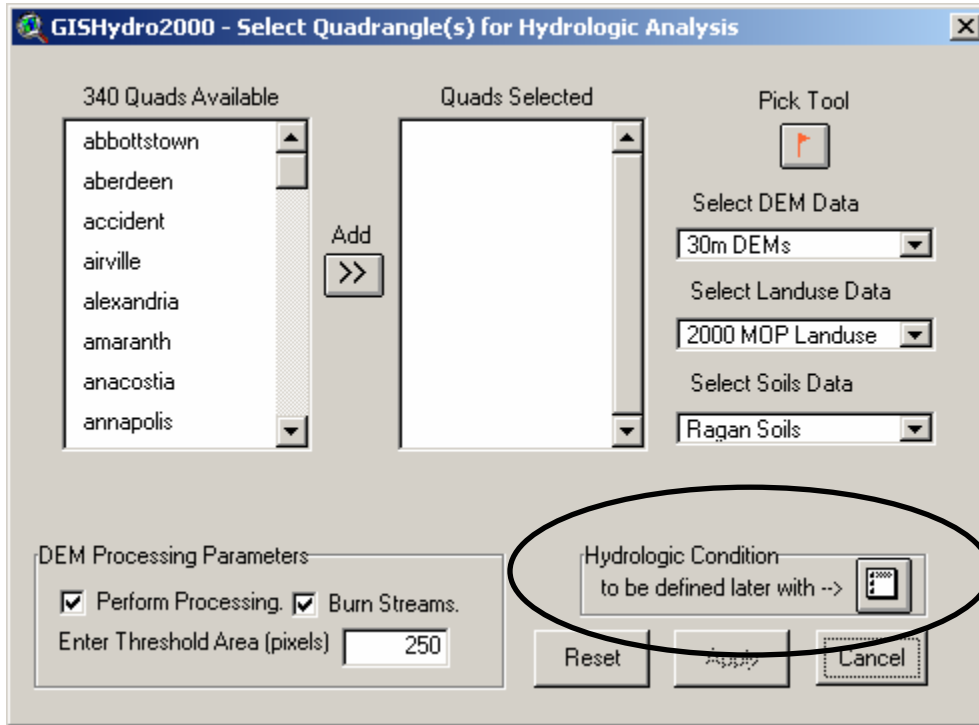 GISHydro2000 - Select Quadrangle(s) for Hydrologic Analysis
340 Quads Available
abbottstown
aberdeen
accident
airville
alexandria
amaranth
anacostia
annapolis
Add
>>
Quads Selected
Pick Tool
Select DEM Data
30m DEMs
Select Landuse Data
2000 MOP Landuse
Select Soils Data
Ragan Soils
DEM Processing Parameters
Perform Processing. Burn Streams.
Enter Threshold Area (pixels) 250
Hydrologic Condition
to be defined later with -->
Reset Apply Cancel